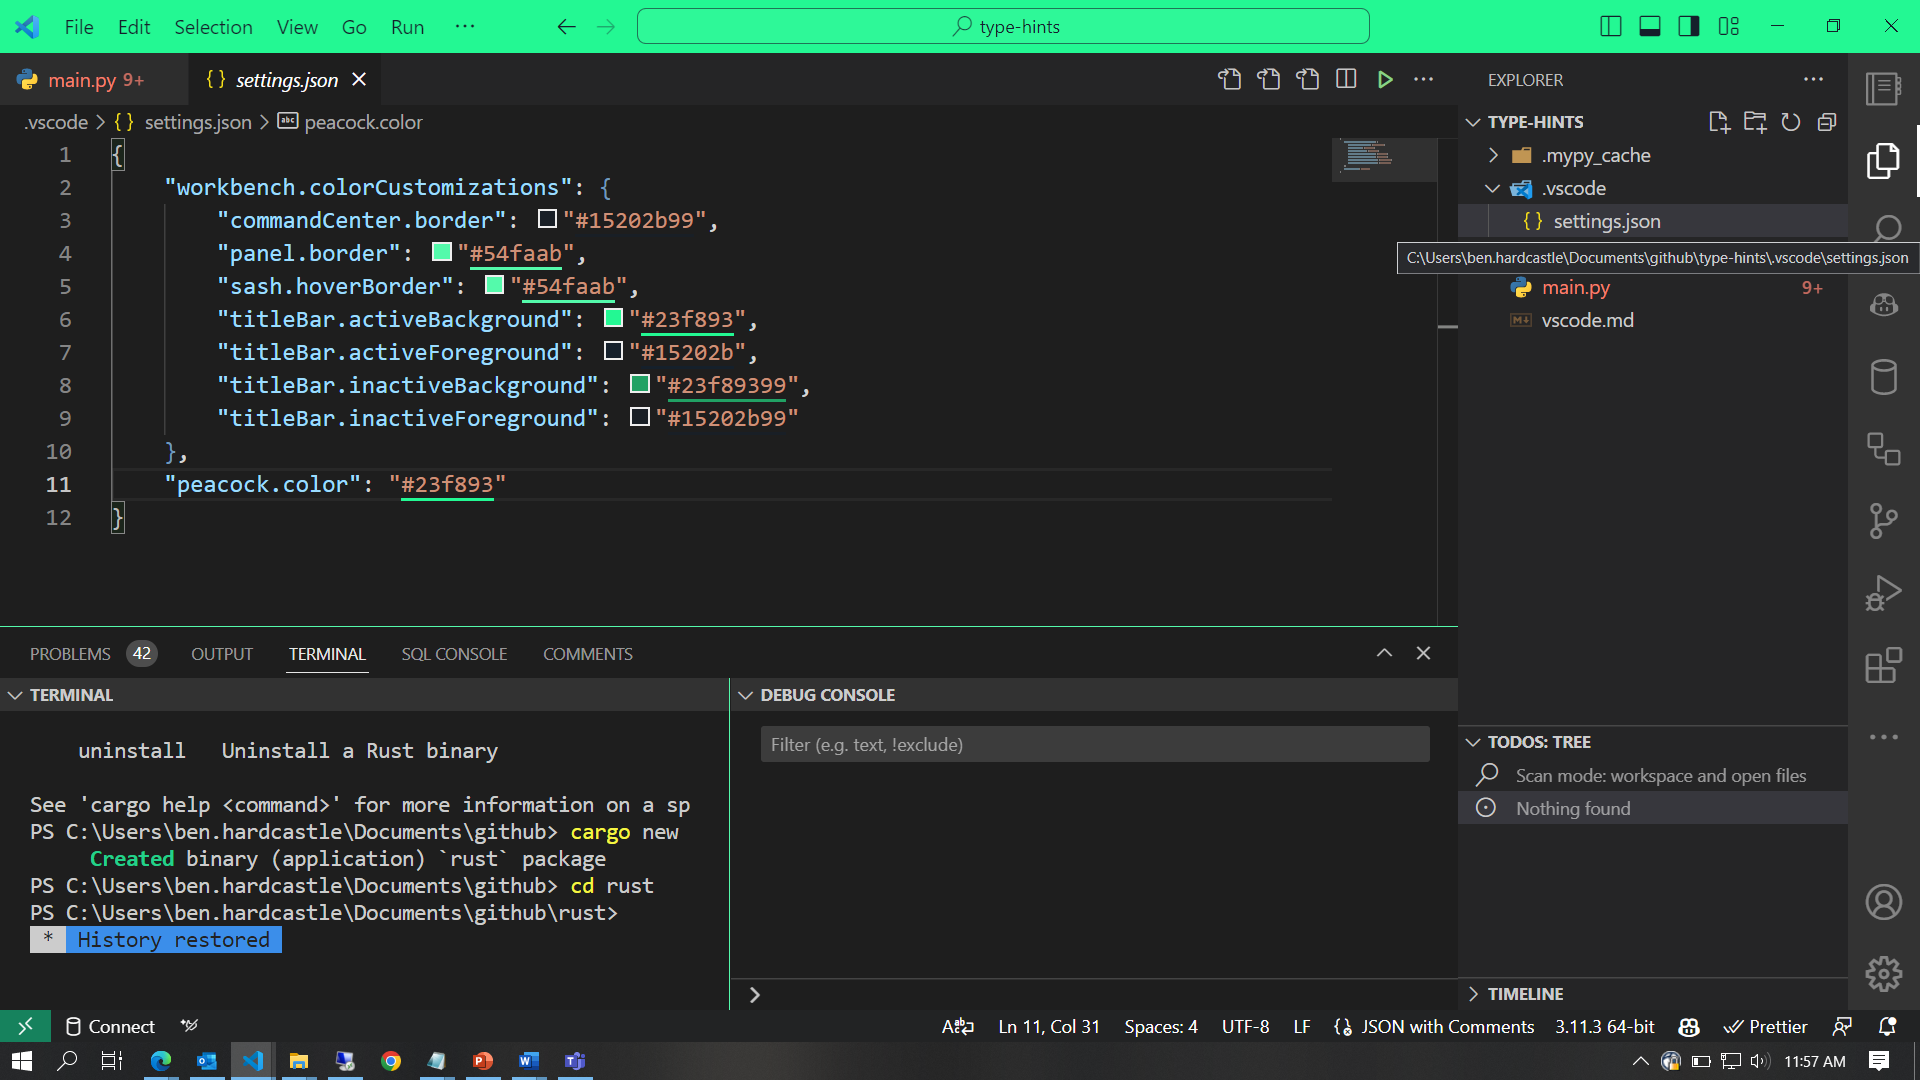 File Edit Selection View Go Run ···
type-hints
main.py 9+
{} settings.json
.vscode > {} settings.json > abc peacock.color
1 {
2 "workbench.colorCustomizations": {
3 "commandCenter.border": "#15202b99",
4 "panel.border": "#54faab",
5 "sash.hoverBorder": "#54faab",
6 "titleBar.activeBackground": "#23f893",
7 "titleBar.activeForeground": "#15202b",
8 "titleBar.inactiveBackground": "#23f89399",
9 "titleBar.inactiveForeground": "#15202b99"
10 },
11 "peacock.color": "#23f893"
12 }
EXPLORER
TYPE-HINTS
.mypy_cache
.vscode
{} settings.json
C:\Users\ben.hardcastle\Documents\github\type-hints\.vscode\settings.json
main.py 9+
vscode.md
PROBLEMS 42 OUTPUT TERMINAL SQL CONSOLE COMMENTS
TERMINAL
uninstall Uninstall a Rust binary
See 'cargo help <command>' for more information on a sp
PS C:\Users\ben.hardcastle\Documents\github> cargo new
Created binary (application) `rust` package
PS C:\Users\ben.hardcastle\Documents\github> cd rust
PS C:\Users\ben.hardcastle\Documents\github\rust>
* History restored
DEBUG CONSOLE
Filter (e.g. text, !exclude)
TODOS: TREE
Scan mode: workspace and open files
Nothing found
TIMELINE
Connect
Ln 11, Col 31 Spaces: 4 UTF-8 LF JSON with Comments 3.11.3 64-bit Prettier
11:57 AM